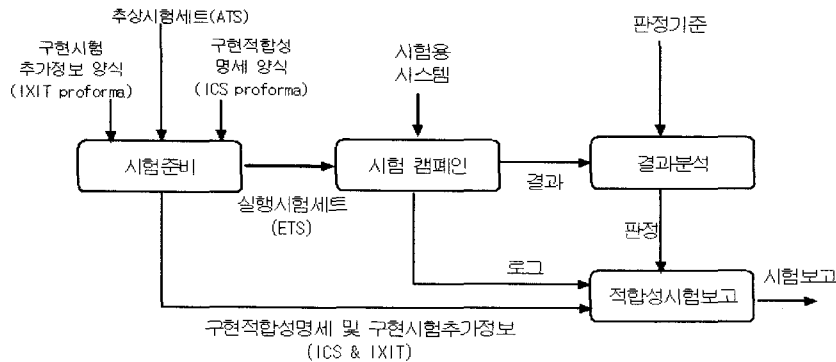 추상시험세트(ATS)
구현시험
추가정보 양식
(IXIT proforma)
구현적합성
명세 양식
(ICS proforma)
시험용
시스템
판정기준
시험준비
시험 캠페인
결과
결과분석
실행시험세트
(ETS)
판정
로그
적합성시험보고
시험보고
구현적합성명세 및 구현시험추가정보
(ICS & IXIT)